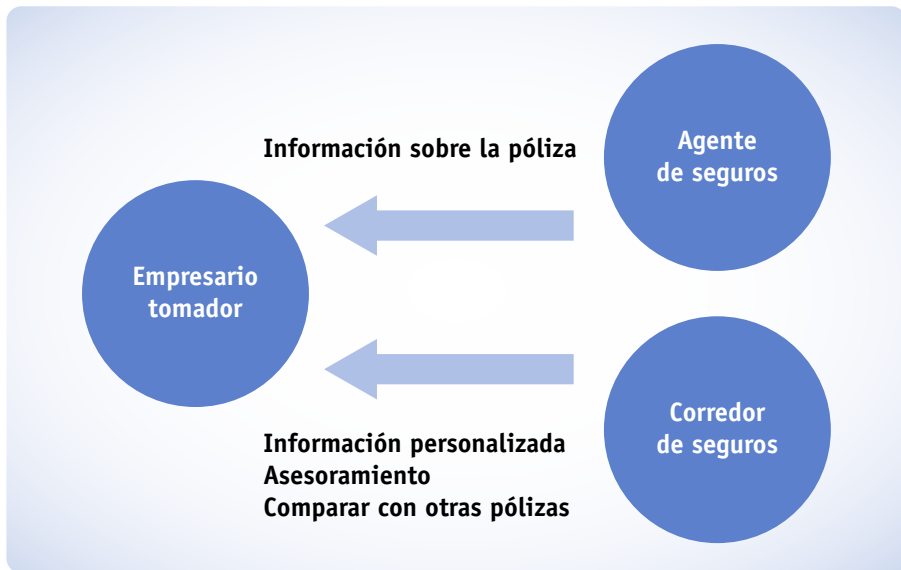 Información sobre la póliza
Agente
de seguros
Empresario
tomador
Información personalizada
Asesoramiento
Comparar con otras pólizas
Corredor
de seguros